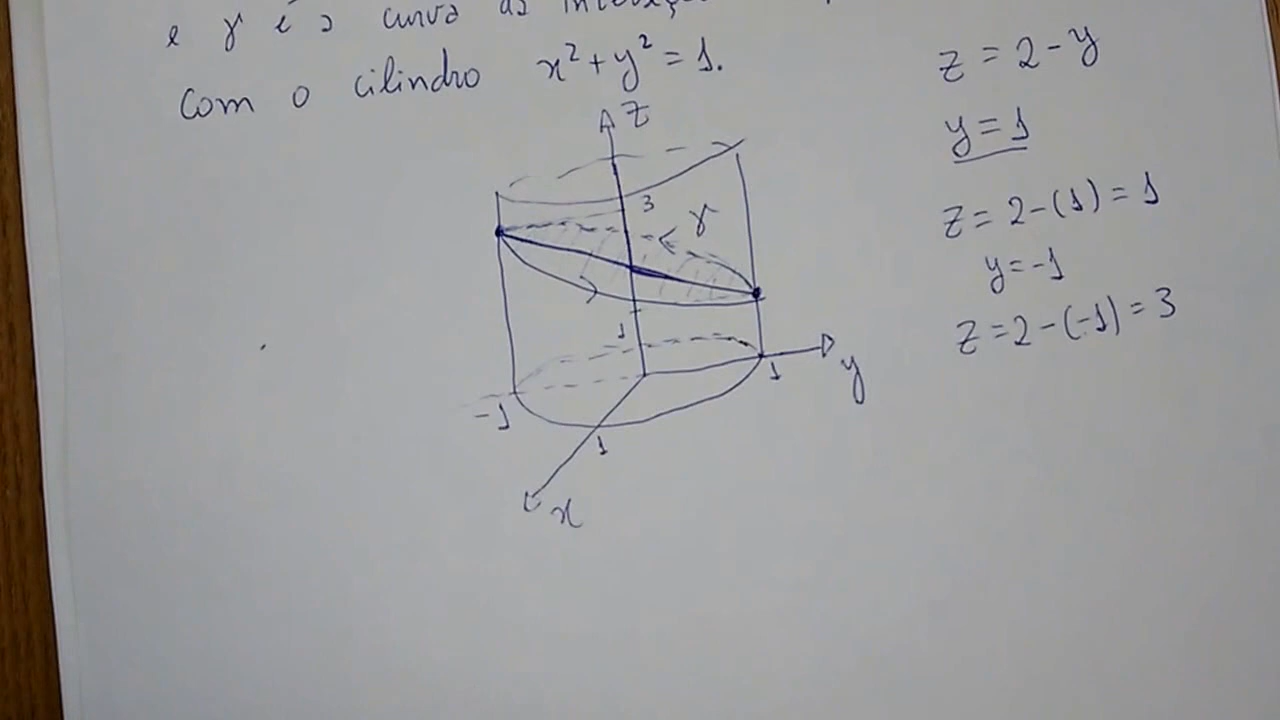 e γ é a curva da
com o cilindro x² + y² = 1.
z = 2 - y
y = 1
z = 2 - (1) = 1
y = -1
z = 2 - (-1) = 3
z
3
γ
1
1
y
-1
1
x